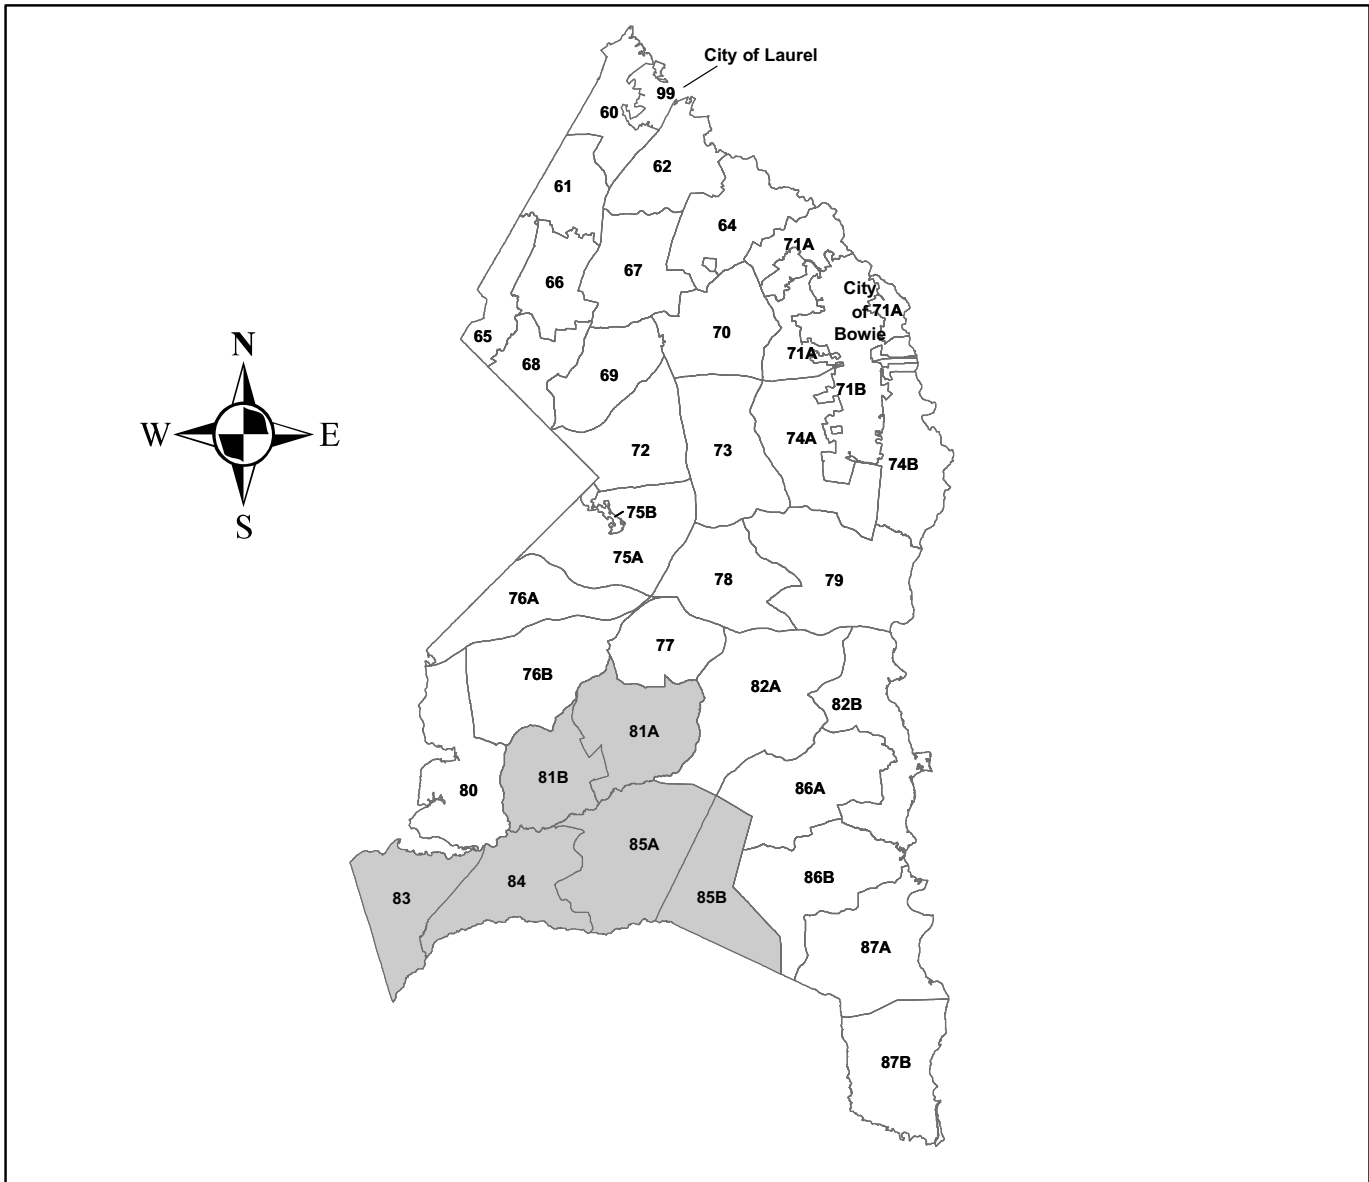 City of Laurel
99
60
62
61
64
71A
67
66
City
of
Bowie
71A
70
65
71A
68
69
71B
74A
72
73
74B
75B
75A
78
79
76A
77
76B
82A
82B
81A
81B
86A
80
85A
86B
84
85B
83
87A
87B
N
W
E
S